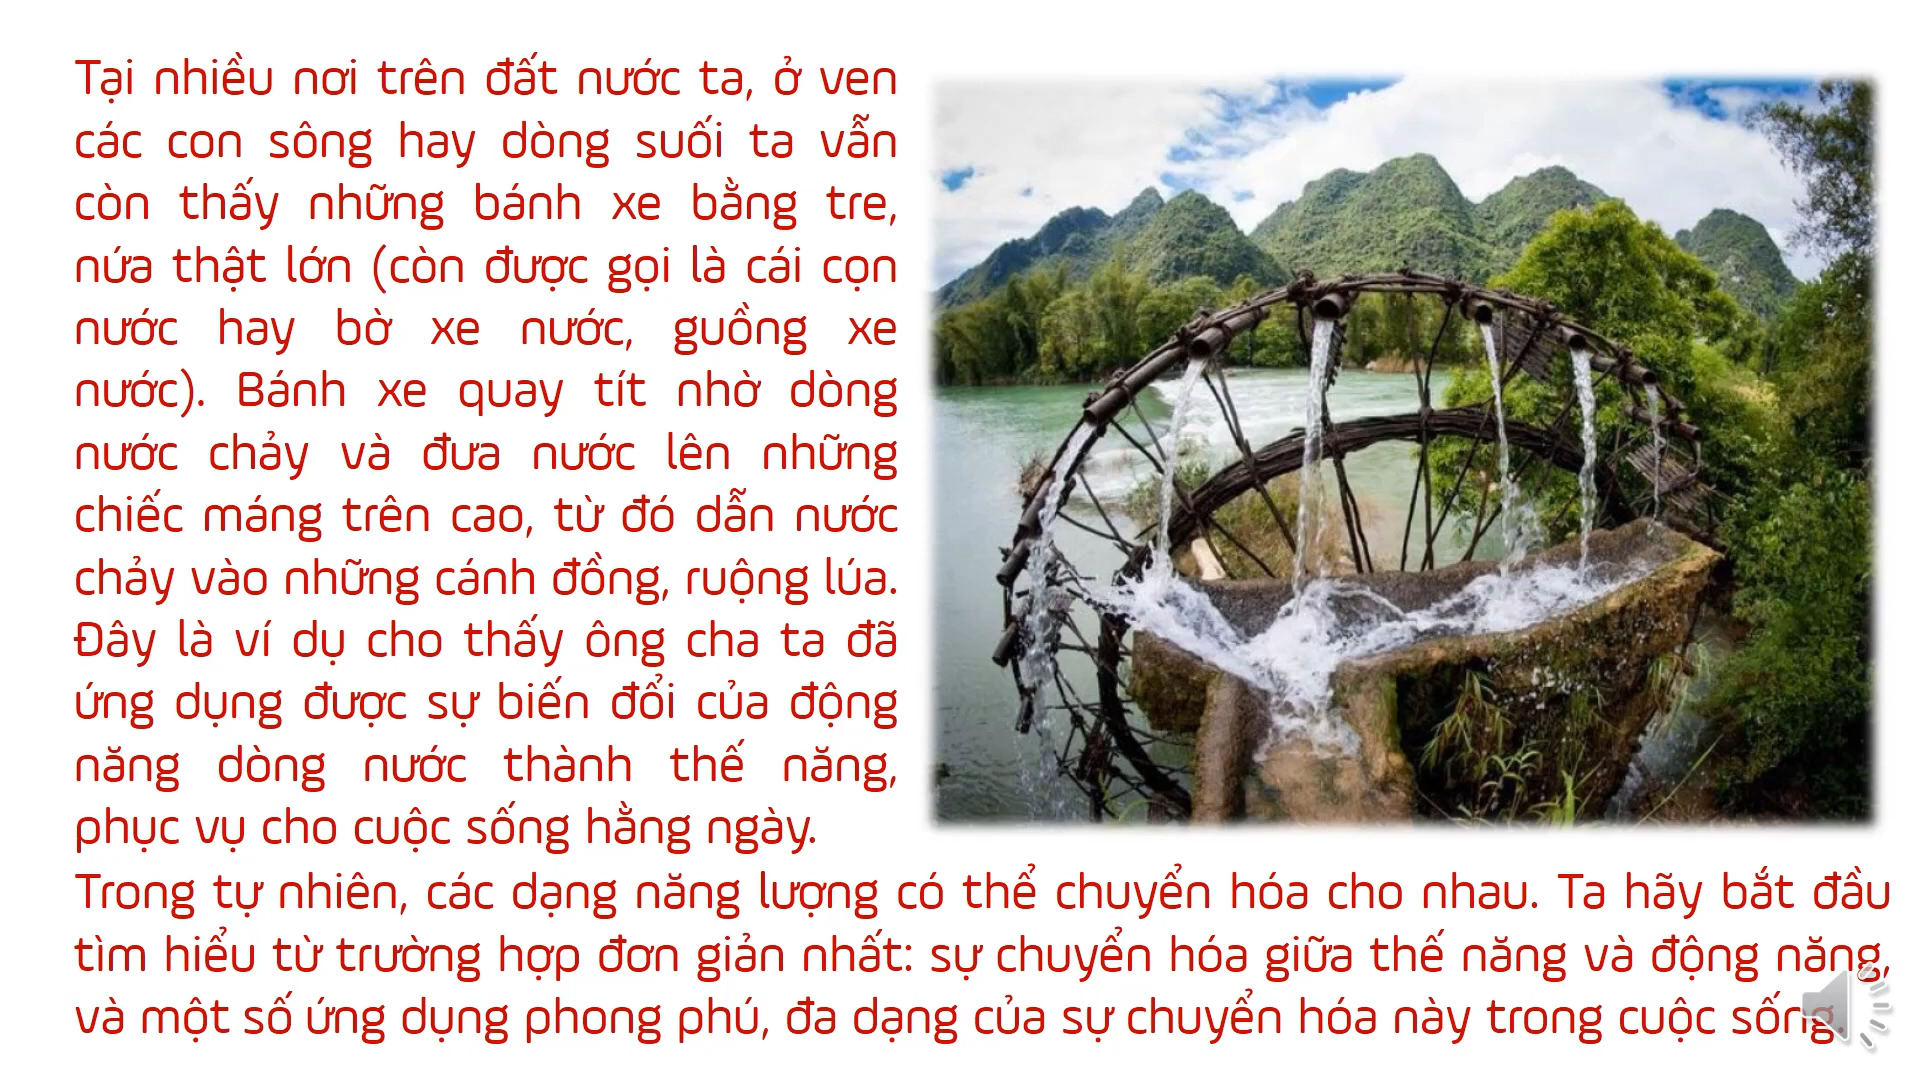 Tại nhiều nơi trên đất nước ta, ở ven
các con sông hay dòng suối ta vẫn
còn thấy những bánh xe bằng tre,
nứa thật lớn (còn được gọi là cái cọn
nước hay bờ xe nước, guồng xe
nước). Bánh xe quay tít nhờ dòng
nước chảy và đưa nước lên những
chiếc máng trên cao, từ đó dẫn nước
chảy vào những cánh đồng, ruộng lúa.
Đây là ví dụ cho thấy ông cha ta đã
ứng dụng được sự biến đổi của động
năng dòng nước thành thế năng,
phục vụ cho cuộc sống hằng ngày.
Trong tự nhiên, các dạng năng lượng có thể chuyển hóa cho nhau. Ta hãy bắt đầu
tìm hiểu từ trường hợp đơn giản nhất: sự chuyển hóa giữa thế năng và động năng,
và một số ứng dụng phong phú, đa dạng của sự chuyển hóa này trong cuộc sống.